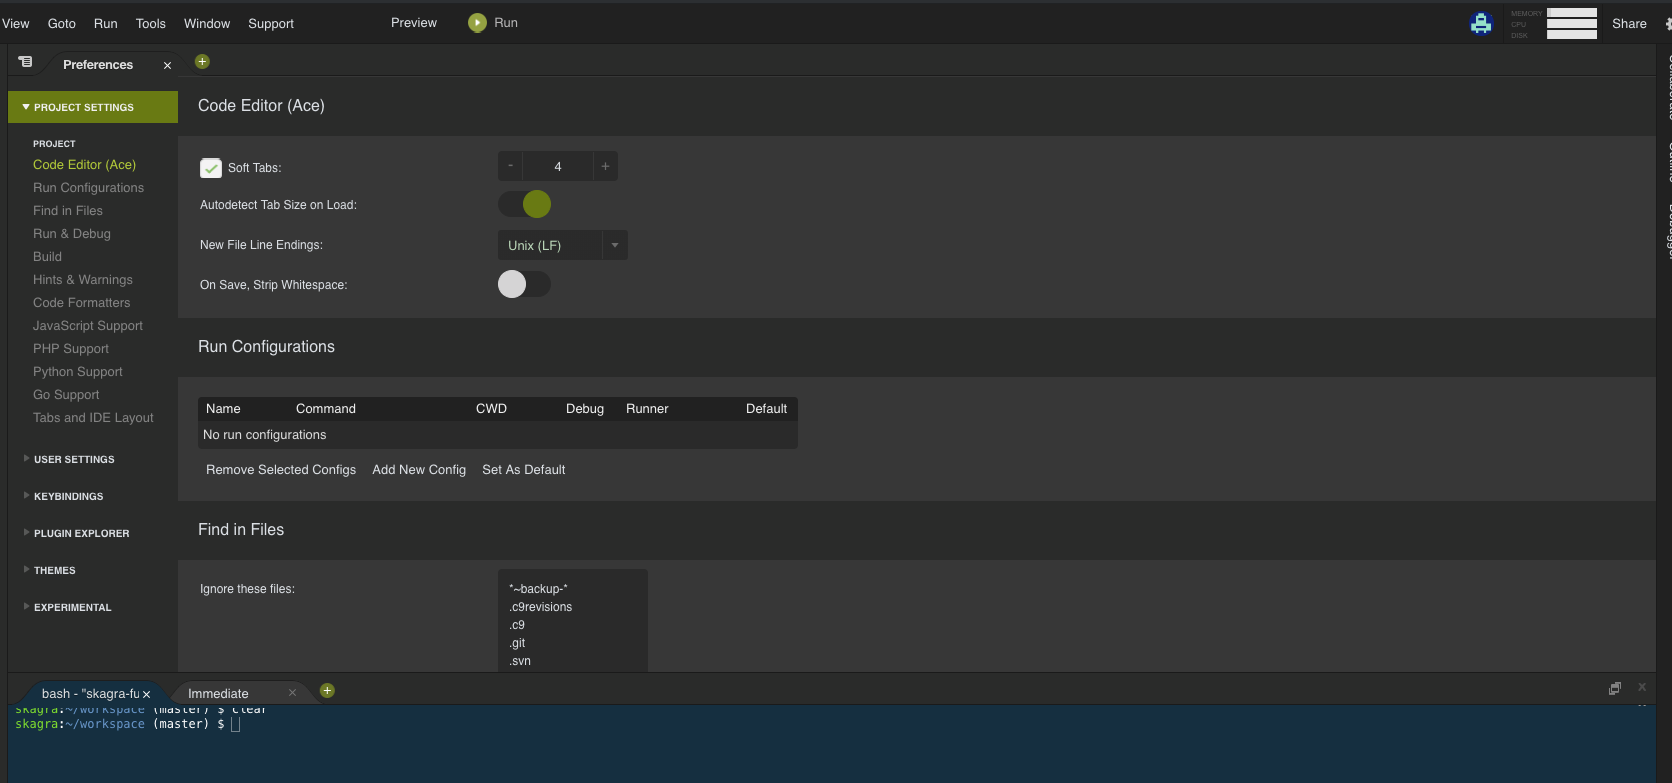 View Goto Run Tools Window Support Preview Run MEMORY Share
CPU
DISK
Preferences
PROJECT SETTINGS
PROJECT
Code Editor (Ace)
Run Configurations
Find in Files
Run & Debug
Build
Hints & Warnings
Code Formatters
JavaScript Support
PHP Support
Python Support
Go Support
Tabs and IDE Layout
USER SETTINGS
KEYBINDINGS
PLUGIN EXPLORER
THEMES
EXPERIMENTAL
Code Editor (Ace)
Soft Tabs: - 4 +
Autodetect Tab Size on Load:
New File Line Endings: Unix (LF)
On Save, Strip Whitespace:
Run Configurations
Name Command CWD Debug Runner Default
No run configurations
Remove Selected Configs Add New Config Set As Default
Find in Files
Ignore these files:
*~backup-*
.c9revisions
.c9
.git
.svn
Outline
Debugger
bash - "skagra-fu Immediate
skagra:~/workspace (master) $ clear
skagra:~/workspace (master) $